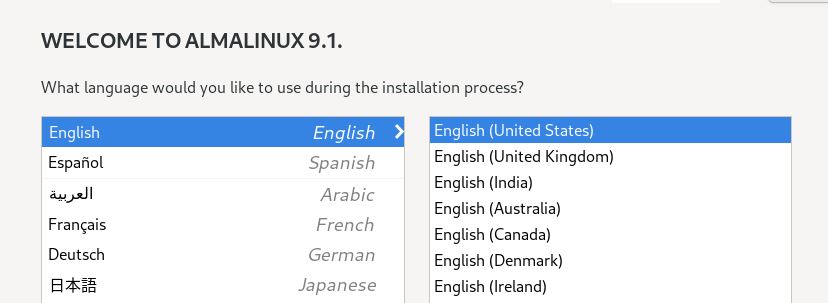 WELCOME TO ALMALINUX 9.1.
What language would you like to use during the installation process?
English English
Español Spanish
العربية Arabic
Français French
Deutsch German
日本語 Japanese
English (United States)
English (United Kingdom)
English (India)
English (Australia)
English (Canada)
English (Denmark)
English (Ireland)